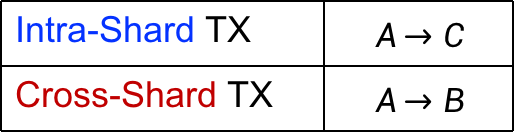 Intra-Shard TX A → C
Cross-Shard TX A → B